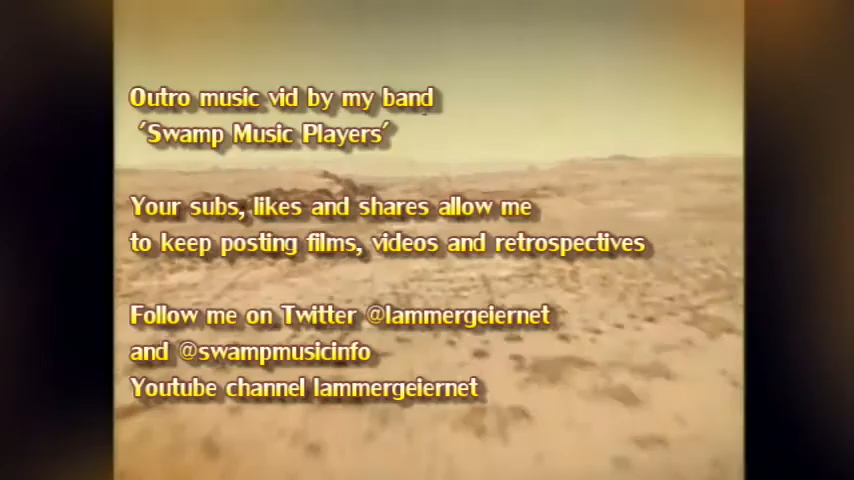 Outro music vid by my band
'Swamp Music Players'
Your subs, likes and shares allow me
to keep posting films, videos and retrospectives
Follow me on Twitter @lammergeiernet
and @swampmusicinfo
Youtube channel lammergeiernet